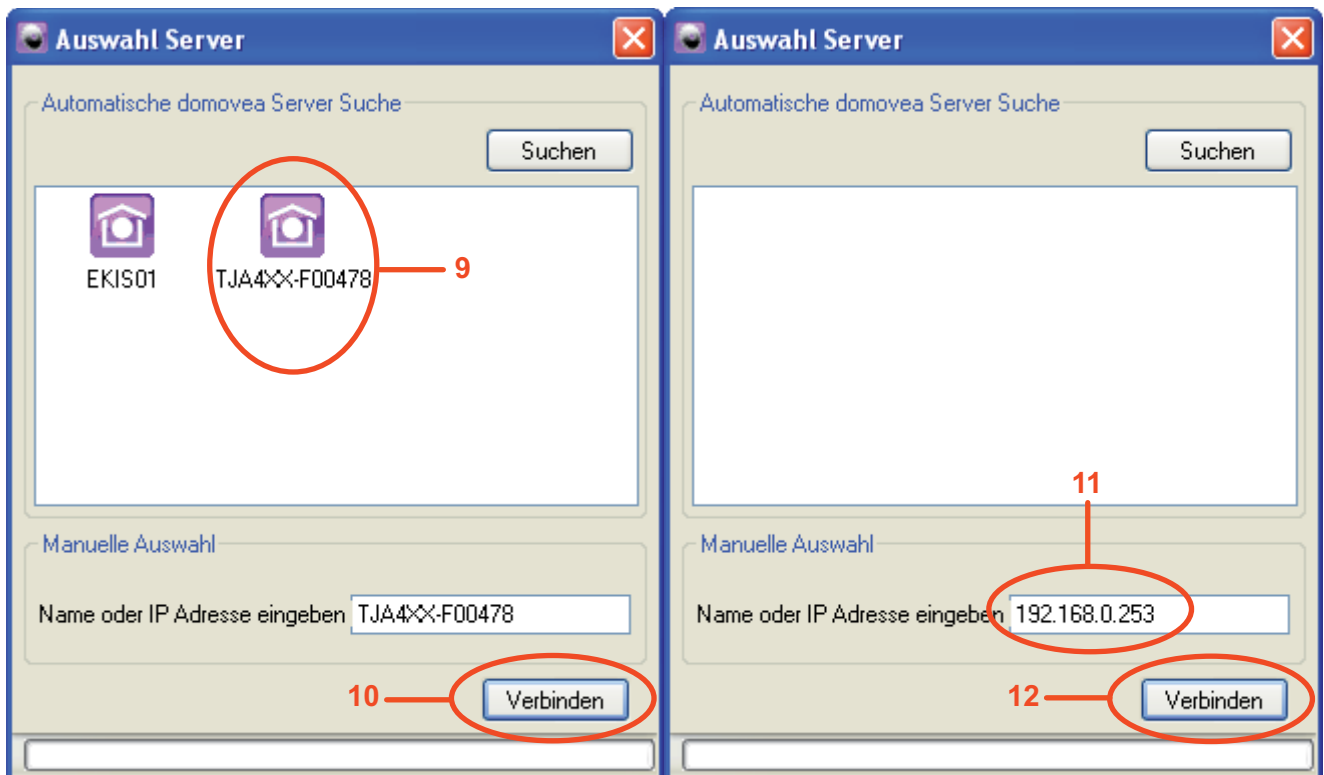 Auswahl Server
Automatische domovea Server Suche
Suchen
EKIS01
TJA4XX-F00478
9
Manuelle Auswahl
Name oder IP Adresse eingeben TJA4XX-F00478
10
Verbinden
Auswahl Server
Automatische domovea Server Suche
Suchen
11
Manuelle Auswahl
Name oder IP Adresse eingeben 192.168.0.253
12
Verbinden